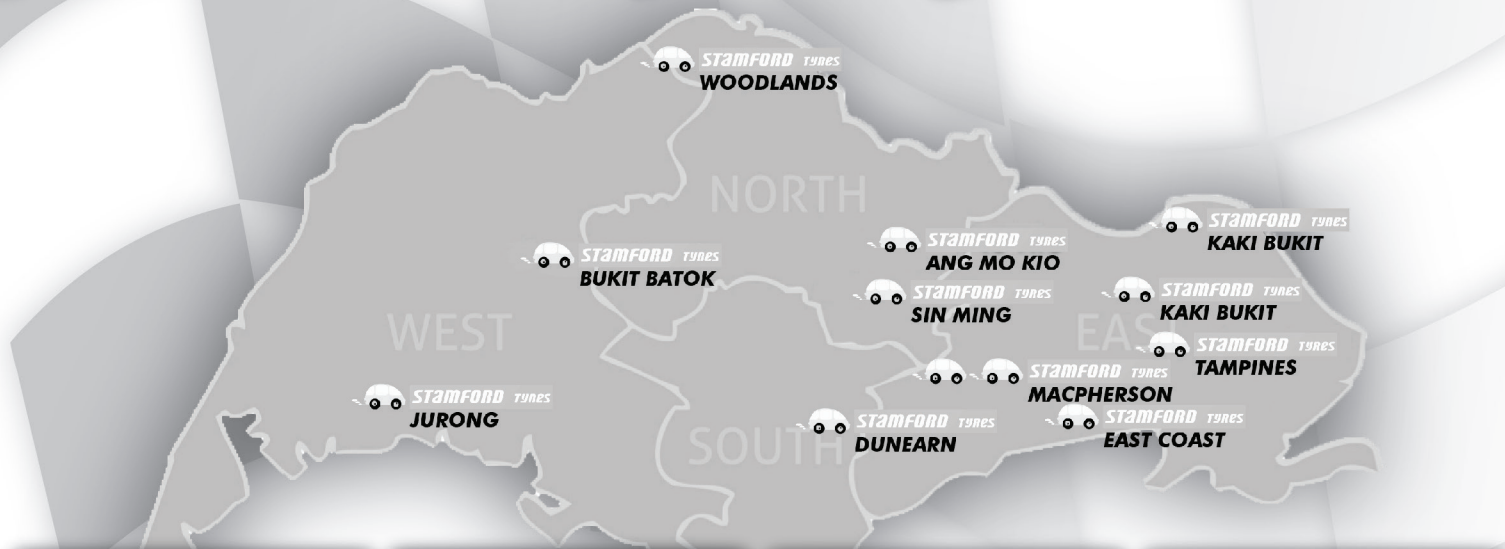 STAMFORD TYRES
WOODLANDS
NORTH
STAMFORD TYRES
KAKI BUKIT
STAMFORD TYRES
ANG MO KIO
STAMFORD TYRES
BUKIT BATOK
STAMFORD TYRES
SIN MING
STAMFORD TYRES
KAKI BUKIT
WEST
EAST
STAMFORD TYRES
TAMPINES
STAMFORD TYRES
MACPHERSON
STAMFORD TYRES
JURONG
STAMFORD TYRES
EAST COAST
SOUTH
STAMFORD TYRES
DUNEARN